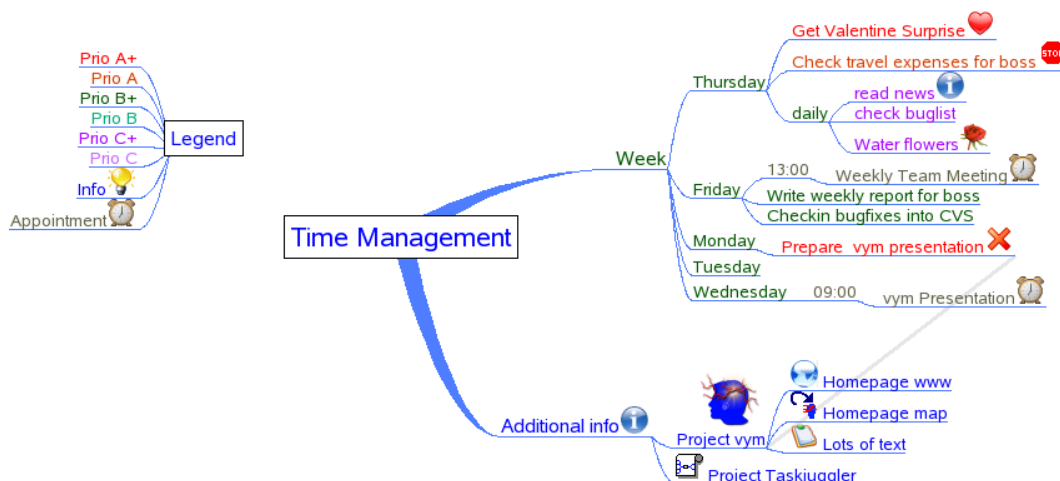 Prio A+
Prio A
Prio B+
Prio B
Prio C+
Prio C
Info
Appointment
Legend
Time Management
Week
Thursday
Get Valentine Surprise
Check travel expenses for boss
STOP
daily
read news
check buglist
Water flowers
Friday
13:00
Weekly Team Meeting
Write weekly report for boss
Checkin bugfixes into CVS
Monday
Prepare vym presentation
Tuesday
Wednesday
09:00
vym Presentation
Additional info
Project vym
Homepage www
Homepage map
Lots of text
Project Taskjuggler